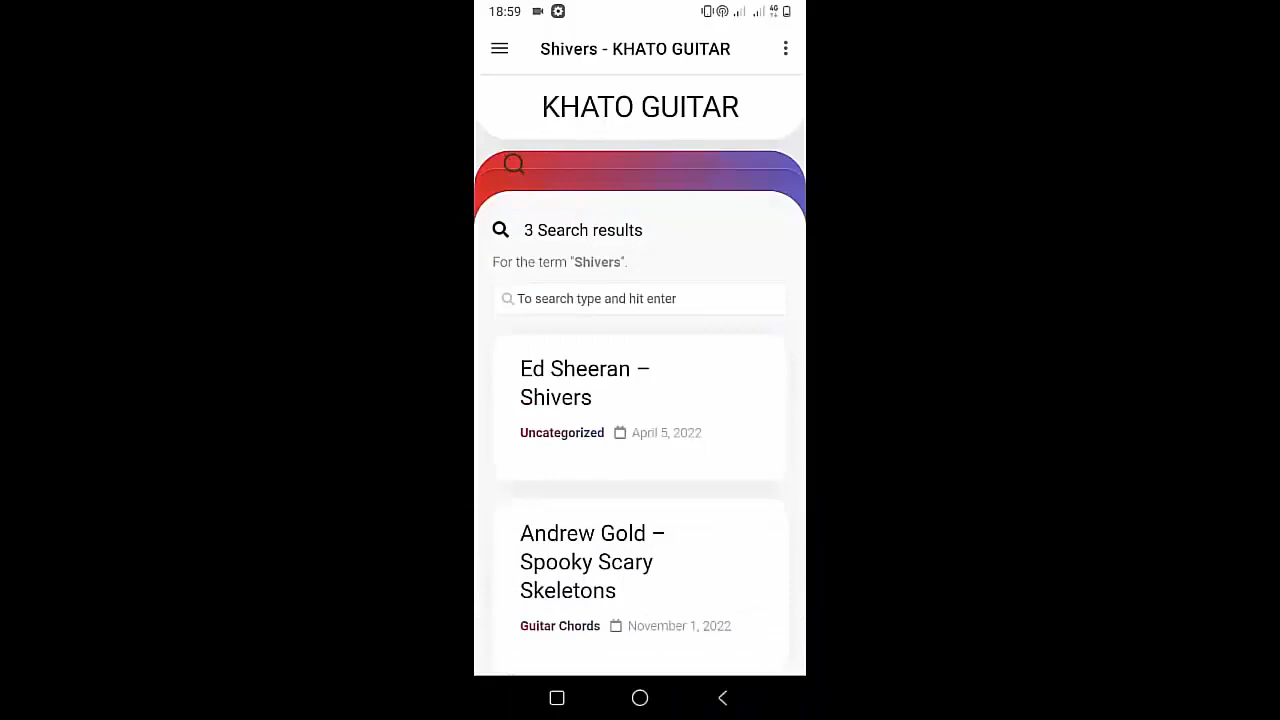 18:59
4G
Shivers - KHATO GUITAR
KHATO GUITAR
3 Search results
For the term "Shivers".
To search type and hit enter
Ed Sheeran –
Shivers
Uncategorized April 5, 2022
Andrew Gold –
Spooky Scary
Skeletons
Guitar Chords November 1, 2022